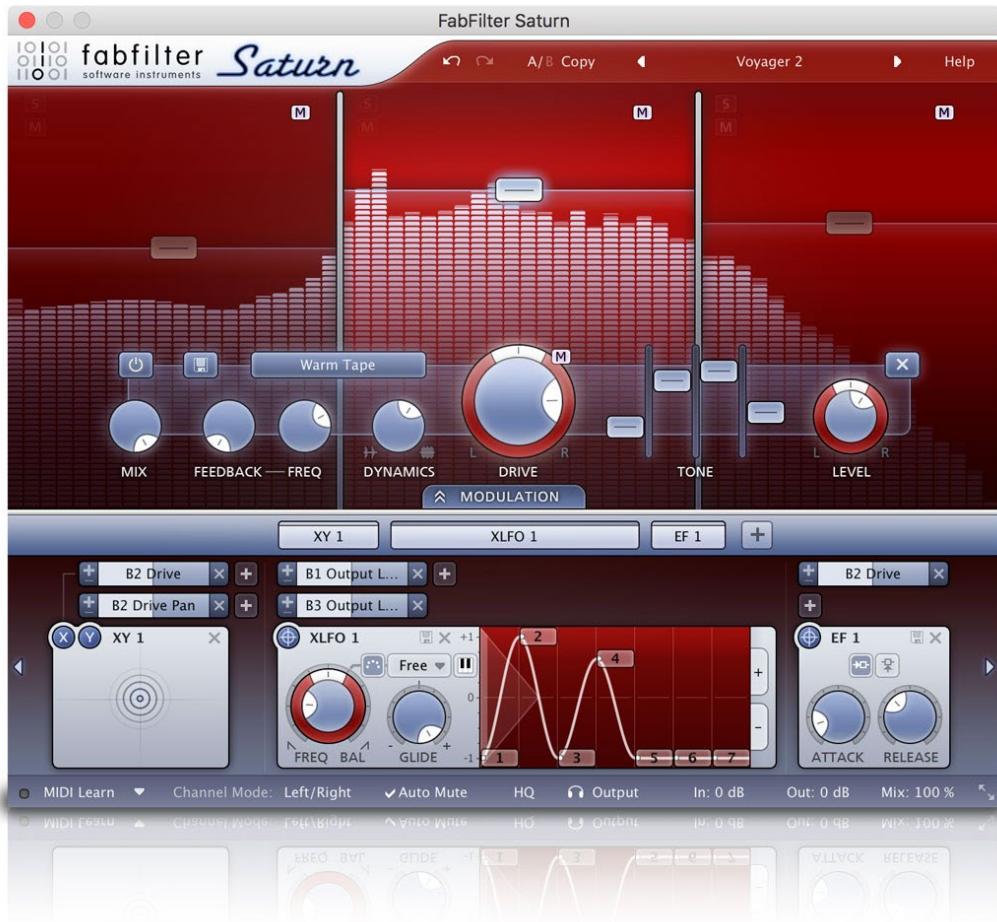 FabFilter Saturn
fabfilter
software instruments
Saturn
A/B Copy
Voyager 2
Help
S
M
M
S
M
M
S
M
M
Warm Tape
M
L R
L R
MIX FEEDBACK FREQ DYNAMICS DRIVE TONE LEVEL
MODULATION
XY 1 XLFO 1 EF 1 +
B2 Drive
B1 Output L...
B2 Drive
B2 Drive Pan
B3 Output L...
X Y XY 1
XLFO 1
Free
FREQ BAL
- +
GLIDE
+1
0
-1
1 2 3 4 5 6 7
+
-
EF 1
ATTACK RELEASE
MIDI Learn Channel Mode: Left/Right Auto Mute HQ Output In: 0 dB Out: 0 dB Mix: 100 %